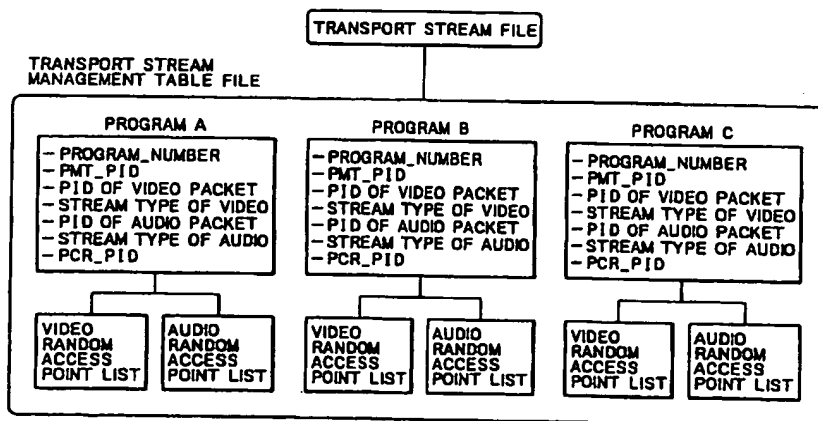 TRANSPORT STREAM FILE
TRANSPORT STREAM
MANAGEMENT TABLE FILE
PROGRAM A
- PROGRAM_NUMBER
- PMT_PID
- PID OF VIDEO PACKET
- STREAM TYPE OF VIDEO
- PID OF AUDIO PACKET
- STREAM TYPE OF AUDIO
- PCR_PID
VIDEO
RANDOM
ACCESS
POINT LIST
AUDIO
RANDOM
ACCESS
POINT LIST
PROGRAM B
- PROGRAM_NUMBER
- PMT_PID
- PID OF VIDEO PACKET
- STREAM TYPE OF VIDEO
- PID OF AUDIO PACKET
- STREAM TYPE OF AUDIO
- PCR_PID
VIDEO
RANDOM
ACCESS
POINT LIST
AUDIO
RANDOM
ACCESS
POINT LIST
PROGRAM C
- PROGRAM_NUMBER
- PMT_PID
- PID OF VIDEO PACKET
- STREAM TYPE OF VIDEO
- PID OF AUDIO PACKET
- STREAM TYPE OF AUDIO
- PCR_PID
VIDEO
RANDOM
ACCESS
POINT LIST
AUDIO
RANDOM
ACCESS
POINT LIST